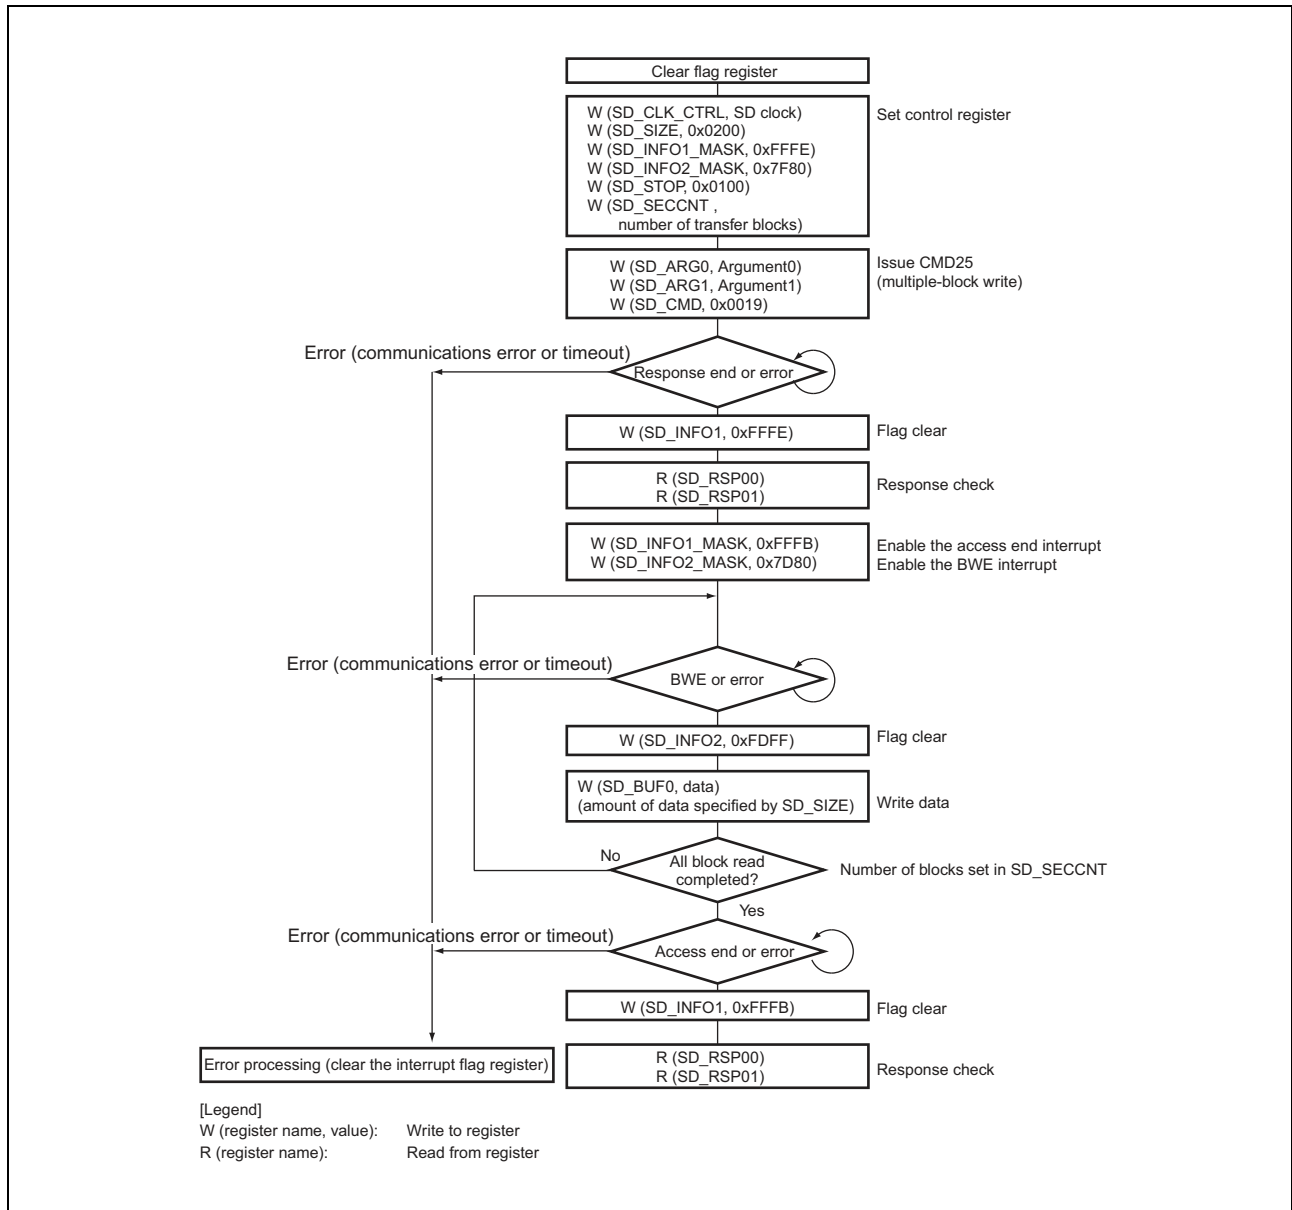 Clear flag register
W (SD_CLK_CTRL, SD clock)
W (SD_SIZE, 0x0200)
W (SD_INFO1_MASK, 0xFFFE)
W (SD_INFO2_MASK, 0x7F80)
W (SD_STOP, 0x0100)
W (SD_SECCNT ,
number of transfer blocks)
Set control register
W (SD_ARG0, Argument0)
W (SD_ARG1, Argument1)
W (SD_CMD, 0x0019)
Issue CMD25
(multiple-block write)
Error (communications error or timeout)
Response end or error
W (SD_INFO1, 0xFFFE)
Flag clear
R (SD_RSP00)
R (SD_RSP01)
Response check
W (SD_INFO1_MASK, 0xFFFB)
W (SD_INFO2_MASK, 0x7D80)
Enable the access end interrupt
Enable the BWE interrupt
Error (communications error or timeout)
BWE or error
W (SD_INFO2, 0xFDFF)
Flag clear
W (SD_BUF0, data)
(amount of data specified by SD_SIZE)
Write data
No
All block read
completed?
Number of blocks set in SD_SECCNT
Yes
Error (communications error or timeout)
Access end or error
W (SD_INFO1, 0xFFFB)
Flag clear
Error processing (clear the interrupt flag register)
R (SD_RSP00)
R (SD_RSP01)
Response check
[Legend]
W (register name, value): Write to register
R (register name): Read from register